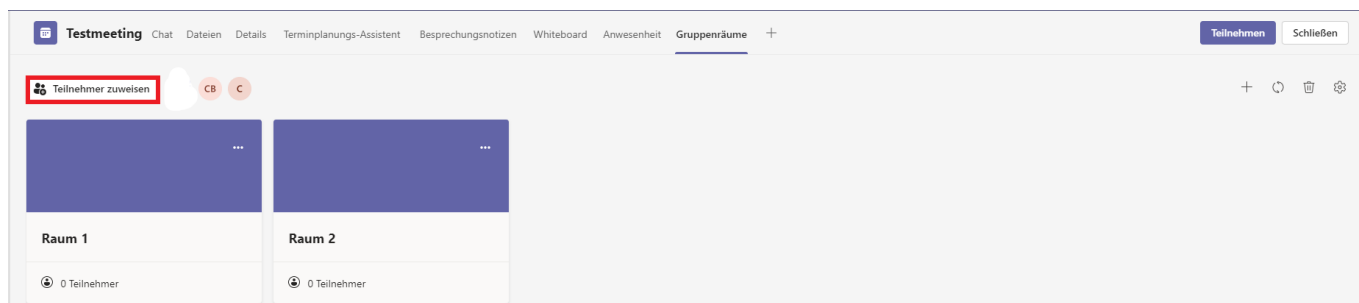 Testmeeting Chat Dateien Details Terminplanungs-Assistent Besprechungsnotizen Whiteboard Anwesenheit Gruppenräume Teilnehmen Schließen
Teilnehmer zuweisen CB C
Raum 1 Raum 2
0 Teilnehmer 0 Teilnehmer